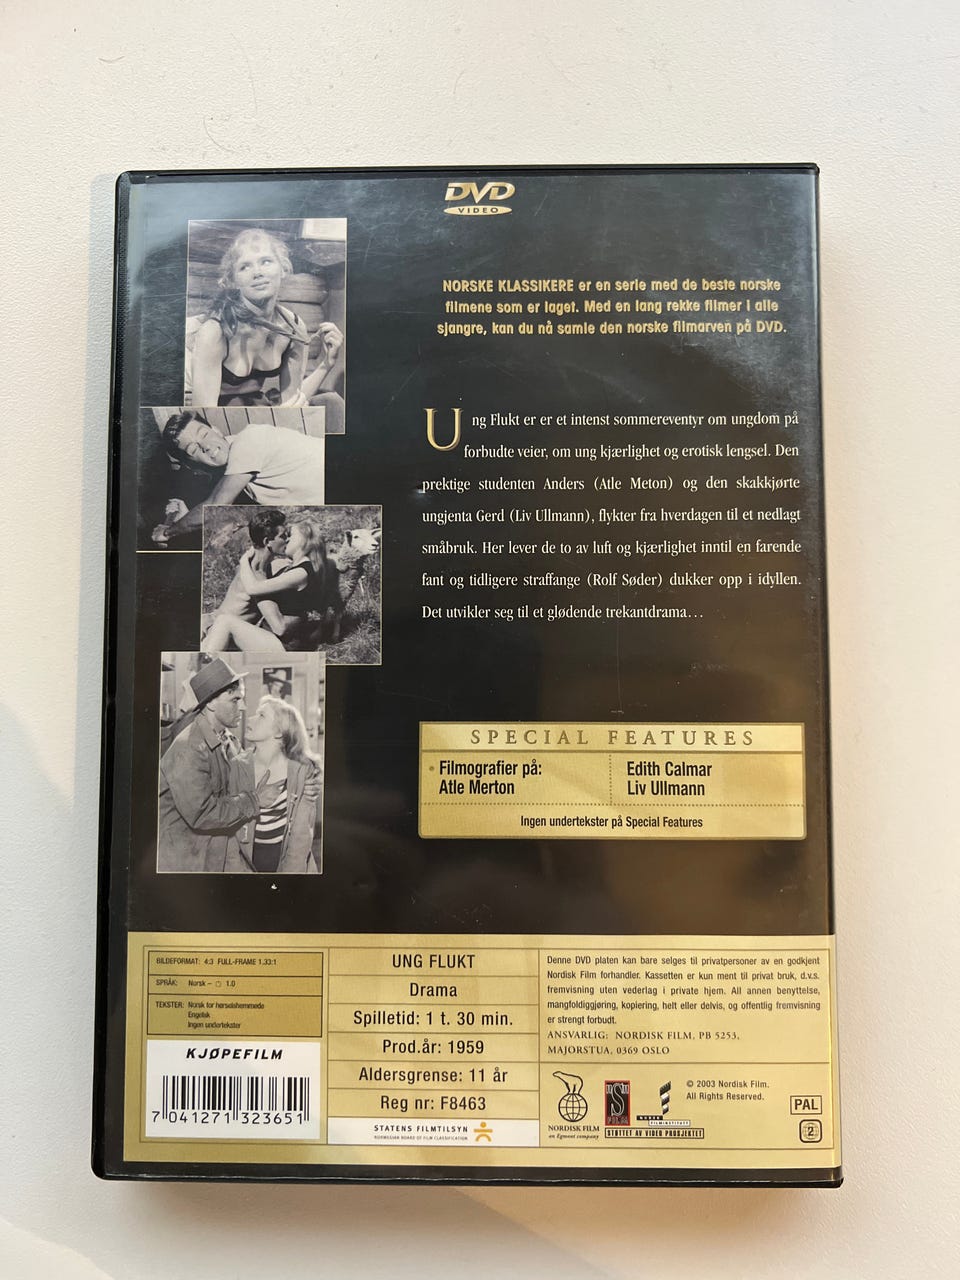 DVD
VIDEO
NORSKE KLASSIKERE er en serie med de beste norske
filmene som er laget. Med en lang rekke filmer i alle
sjangre, kan du nå samle den norske filmarven på DVD.
Ung Flukt er er et intenst sommereventyr om ungdom på
forbudte veier, om ung kjærlighet og erotisk lengsel. Den
prektige studenten Anders (Atle Meton) og den skakkjørte
ungjenta Gerd (Liv Ullmann), flykter fra hverdagen til et nedlagt
småbruk. Her lever de to av luft og kjærlighet inntil en farende
fant og tidligere straffange (Rolf Søder) dukker opp i idyllen.
Det utvikler seg til et glødende trekantdrama...
SPECIAL FEATURES
Filmografier på:
Atle Merton
Edith Calmar
Liv Ullmann
Ingen undertekster på Special Features
BILDEFORMAT: 4:3 FULL-FRAME 1.33:1
SPRÅK: Norsk – 1.0
TEKSTER: Norsk for hørselshemmede
Engelsk
Ingen undertekster
KJØPEFILM
7 041271 323651
UNG FLUKT
Drama
Spilletid: 1 t. 30 min.
Prod.år: 1959
Aldersgrense: 11 år
Reg nr: F8463
STATENS FILMTILSYN
NORWEGIAN BOARD OF FILM CLASSIFICATION
Denne DVD platen kan bare selges til privatpersoner av en godkjent
Nordisk Film forhandler. Kassetten er kun ment til privat bruk, d.v.s.
fremvisning uten vederlag i private hjem. All annen benyttelse,
mangfoldiggjøring, kopiering, helt eller delvis, og offentlig fremvisning
er strengt forbudt.
ANSVARLIG: NORDISK FILM, PB 5253,
MAJORSTUA, 0369 OSLO
NORDISK FILM
an Egmont company
FILM
NORSK
FILMINSTITUTT
STØTTET AV VIDEO PROSJEKTET
© 2003 Nordisk Film.
All Rights Reserved.
PAL
2